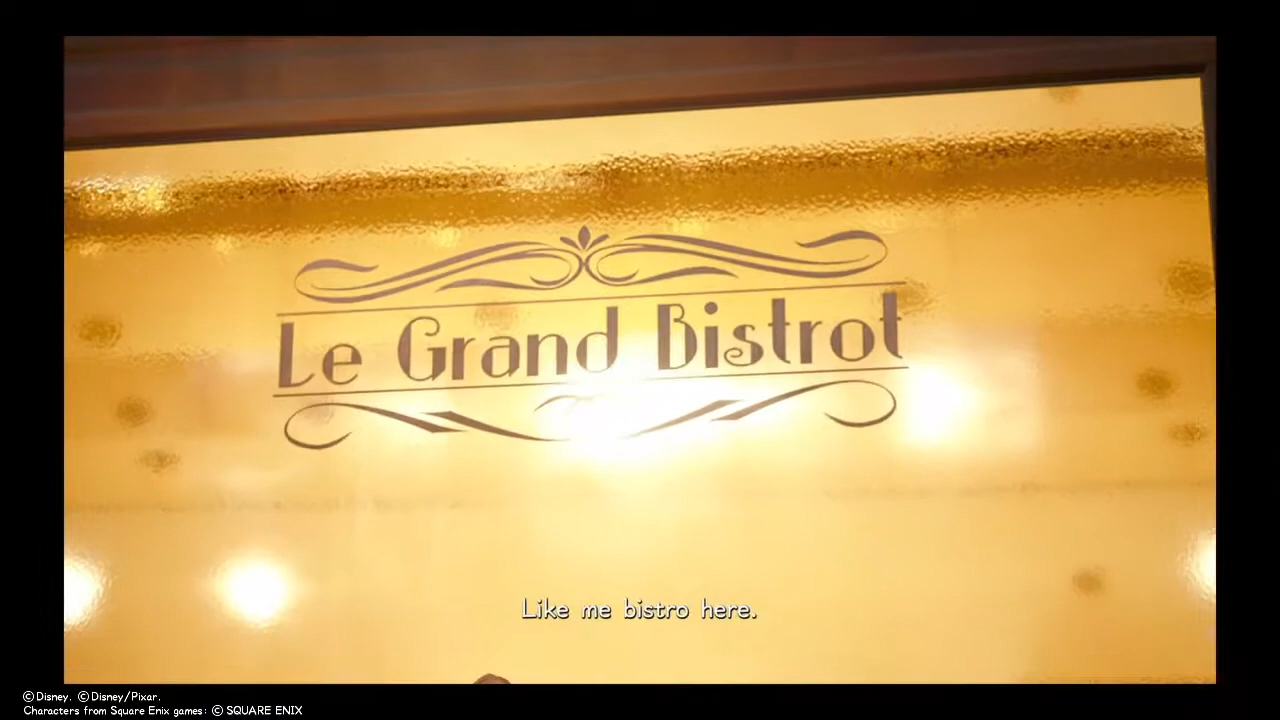 Le Grand Bistrot
Like me bistro here.
©Disney. ©Disney/Pixar.
Characters from Square Enix games: © SQUARE ENIX